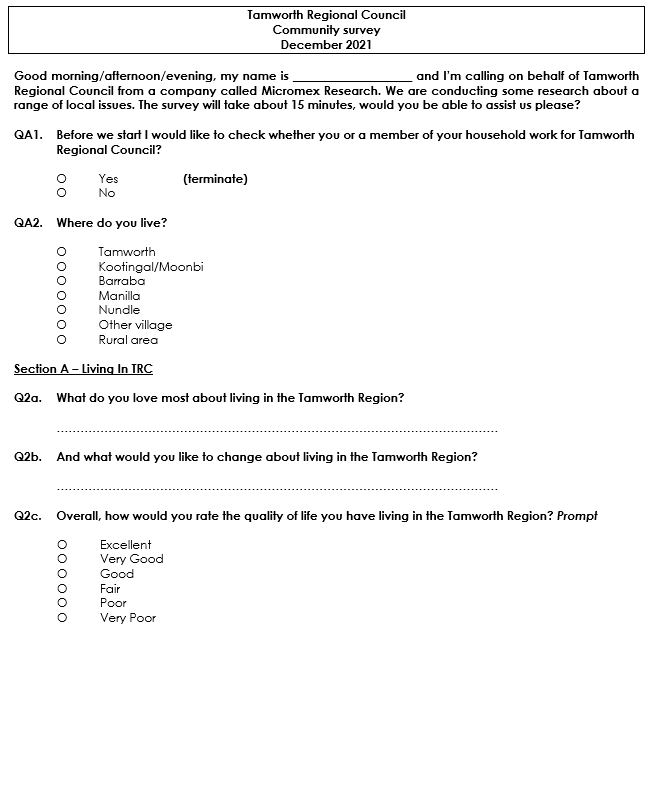 Tamworth Regional Council
Community survey
December 2021
Good morning/afternoon/evening, my name is ____________________ and I'm calling on behalf of Tamworth
Regional Council from a company called Micromex Research. We are conducting some research about a
range of local issues. The survey will take about 15 minutes, would you be able to assist us please?
QA1. Before we start I would like to check whether you or a member of your household work for Tamworth
Regional Council?
O Yes (terminate)
O No
QA2. Where do you live?
O Tamworth
O Kootingal/Moonbi
O Barraba
O Manilla
O Nundle
O Other village
O Rural area
Section A – Living In TRC
Q2a. What do you love most about living in the Tamworth Region?
..............................................................................................................
Q2b. And what would you like to change about living in the Tamworth Region?
..............................................................................................................
Q2c. Overall, how would you rate the quality of life you have living in the Tamworth Region? Prompt
O Excellent
O Very Good
O Good
O Fair
O Poor
O Very Poor